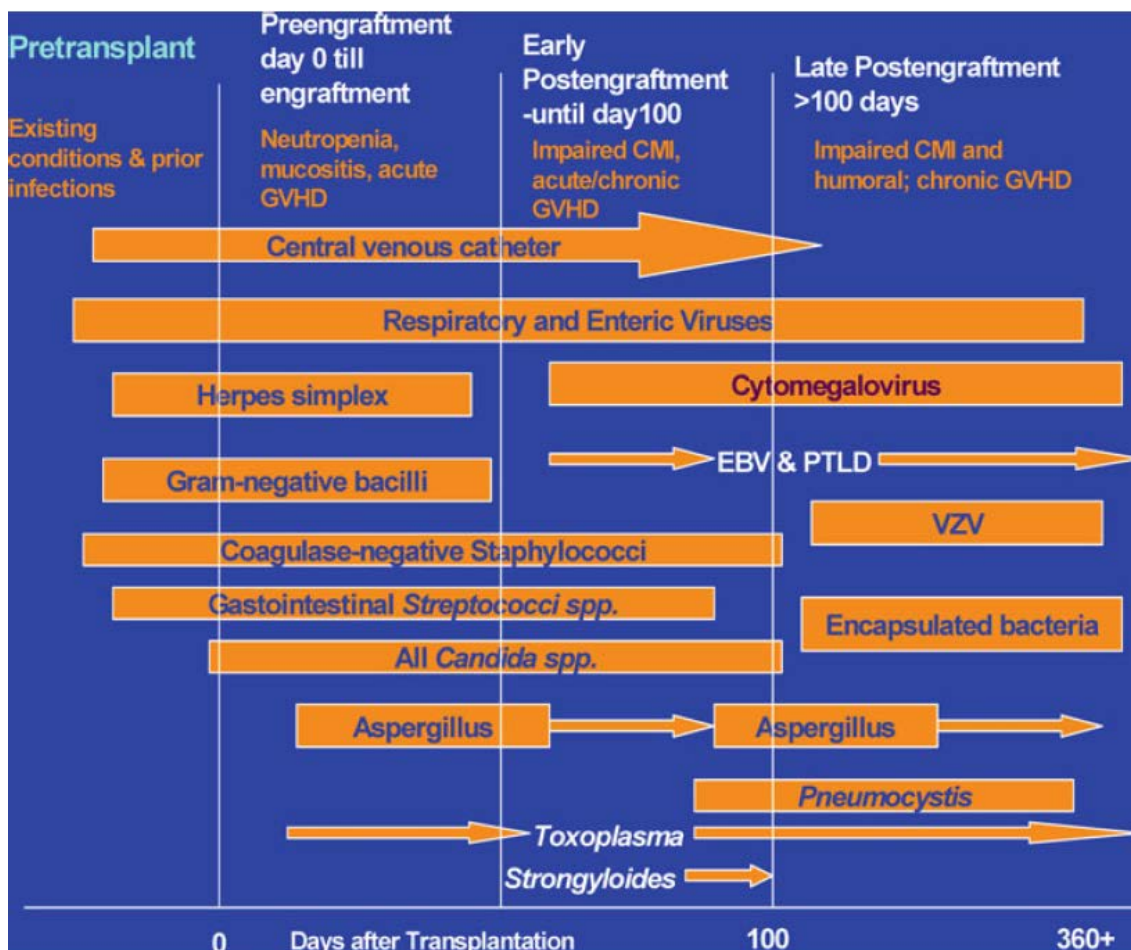 Pretransplant
Existing
conditions & prior
infections
Preengraftment
day 0 till
engraftment
Neutropenia,
mucositis, acute
GVHD
Early
Postengraftment
-until day100
Impaired CMI,
acute/chronic
GVHD
Late Postengraftment
>100 days
Impaired CMI and
humoral; chronic GVHD
Central venous catheter
Respiratory and Enteric Viruses
Herpes simplex
Cytomegalovirus
EBV & PTLD
Gram-negative bacilli
VZV
Coagulase-negative Staphylococci
Gastointestinal Streptococci spp.
Encapsulated bacteria
All Candida spp.
Aspergillus
Aspergillus
Pneumocystis
Toxoplasma
Strongyloides
0
Days after Transplantation
100
360+